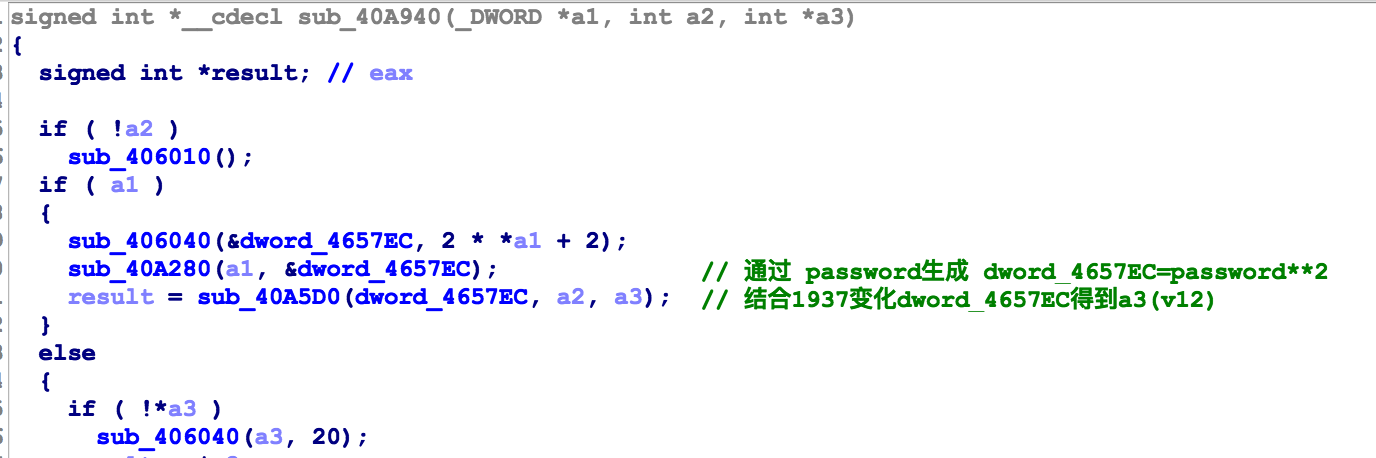 signed int *__cdecl sub_40A940(_DWORD *a1, int a2, int *a3)
{
signed int *result; // eax
if ( !a2 )
sub_406010();
if ( a1 )
{
sub_406040(&dword_4657EC, 2 * *a1 + 2);
sub_40A280(a1, &dword_4657EC); // 通过 password生成 dword_4657EC=password**2
result = sub_40A5D0(dword_4657EC, a2, a3); // 结合1937变化dword_4657EC得到a3(v12)
}
else
{
if ( !*a3 )
sub_406040(a3, 20);